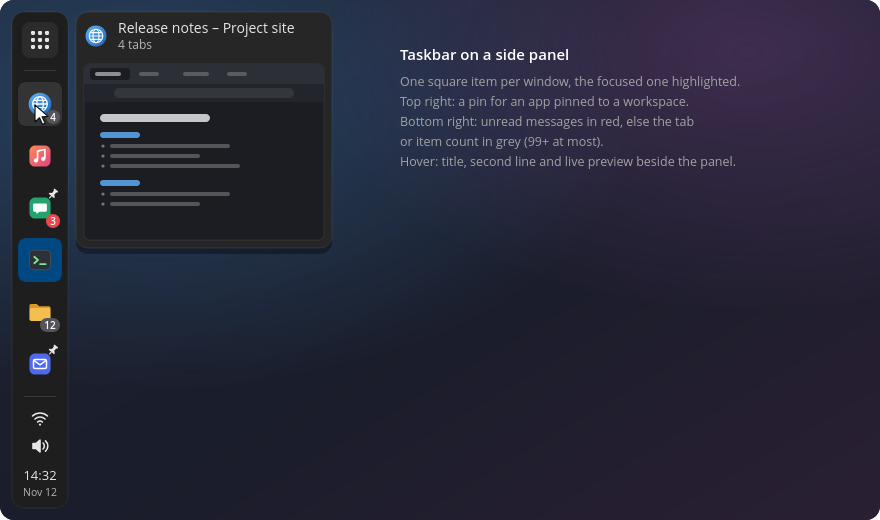 Release notes – Project site
4 tabs
4
3
12
14:32
Nov 12
Taskbar on a side panel
One square item per window, the focused one highlighted.
Top right: a pin for an app pinned to a workspace.
Bottom right: unread messages in red, else the tab
or item count in grey (99+ at most).
Hover: title, second line and live preview beside the panel.